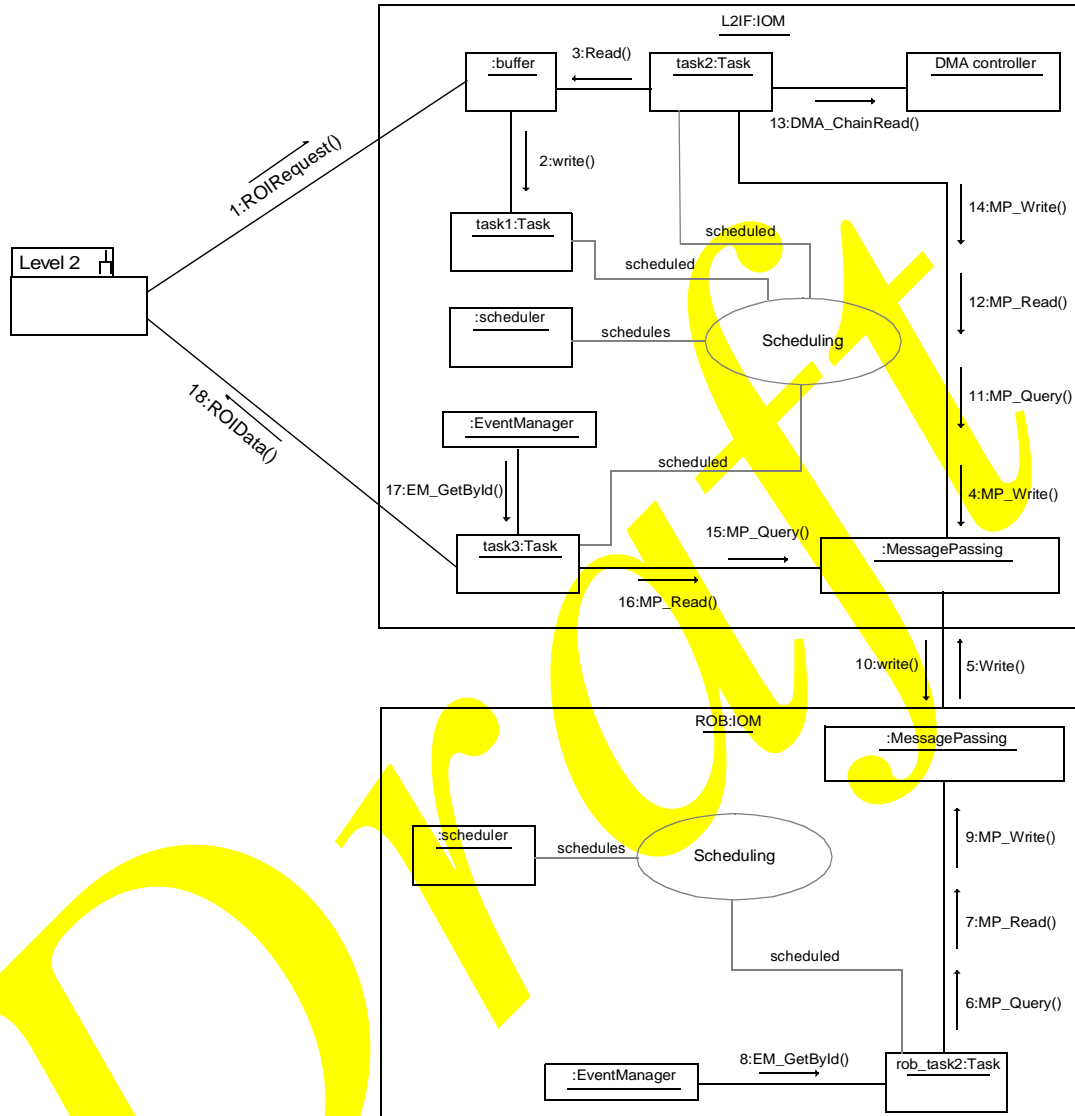 L2IF:IOM
:buffer
3:Read()
task2:Task
DMA controller
13:DMA_ChainRead()
1:ROIRequest()
2:write()
14:MP_Write()
task1:Task
scheduled
scheduled
Level 2
12:MP_Read()
:scheduler
schedules
Scheduling
11:MP_Query()
18:ROIData()
:EventManager
scheduled
17:EM_GetById()
4:MP_Write()
task3:Task
15:MP_Query()
:MessagePassing
16:MP_Read()
10:write()
5:Write()
ROB:IOM
:MessagePassing
:scheduler
schedules
Scheduling
9:MP_Write()
7:MP_Read()
scheduled
6:MP_Query()
8:EM_GetById()
:EventManager
rob_task2:Task
Draft